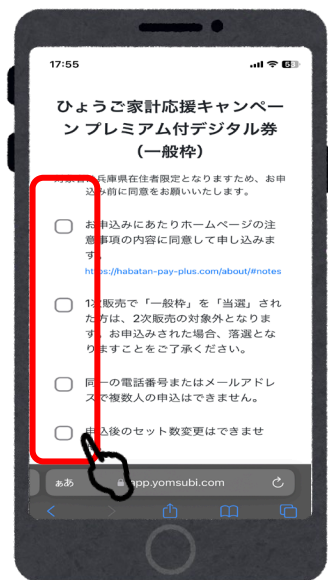 17:55
ひょうご家計応援キャンペー
ン プレミアム付デジタル券
（一般枠）
対象者は兵庫県在住者限定となりますため、お申
込み前に同意をお願いいたします。
お申込みにあたりホームページの注
意事項の内容に同意して申し込みま
す。
https://habatan-pay-plus.com/about/#notes
1次販売で「一般枠」を「当選」され
た方は、2次販売の対象外となりま
す。お申込みされた場合、落選とな
りますことをご了承ください。
同一の電話番号またはメールアドレ
スで複数人の申込はできません。
申込後のセット数変更はできませ
ぁあ
app.yomsubi.com